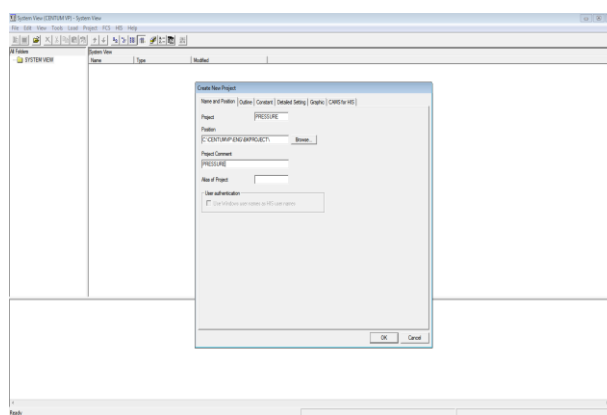 System View (CENTUM VP) - System View
File Edit View Tools Load Project FCS HIS Help
All Folders
SYSTEM VIEW
System View
Name Type Modified
Create New Project
Name and Position Outline Constant Detailed Setting Graphic CAMS for HIS
Project PRESSURE
Position
C:\CENTUMVP\ENG\BKPROJECT\ Browse...
Project Comment
PRESSURE
Alias of Project
User authentication
Use Windows user names as HIS user names
OK Cancel
Ready